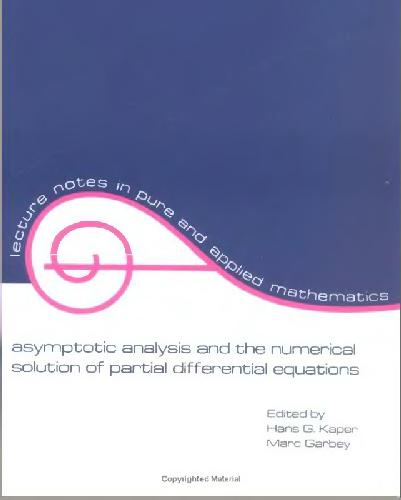 lecture notes in pure and applied mathematics
asymptotic analysis and the numerical
solution of partial differential equations
Edited by
Hans G. Kaper
Marc Garbey
Copyrighted Material